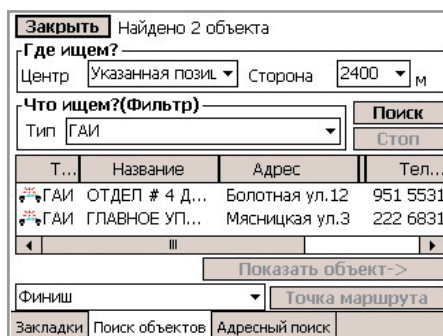 Закрыть Найдено 2 объекта
Где ищем?
Центр Указанная позиц Сторона 2400 м
Что ищем?(Фильтр) Поиск
Тип ГАИ Стоп
Т... Название Адрес Тел...
ГАИ ОТДЕЛ # 4 Д... Болотная ул.12 951 5531
ГАИ ГЛАВНОЕ УП... Мясницкая ул.3 222 6831
Показать объект->
Финиш Точка маршрута
Закладки Поиск объектов Адресный поиск